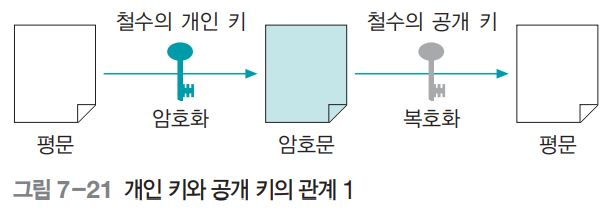 철수의 개인 키
철수의 공개 키
암호화
복호화
평문
암호문
평문
그림 7-21 개인 키와 공개 키의 관계 1